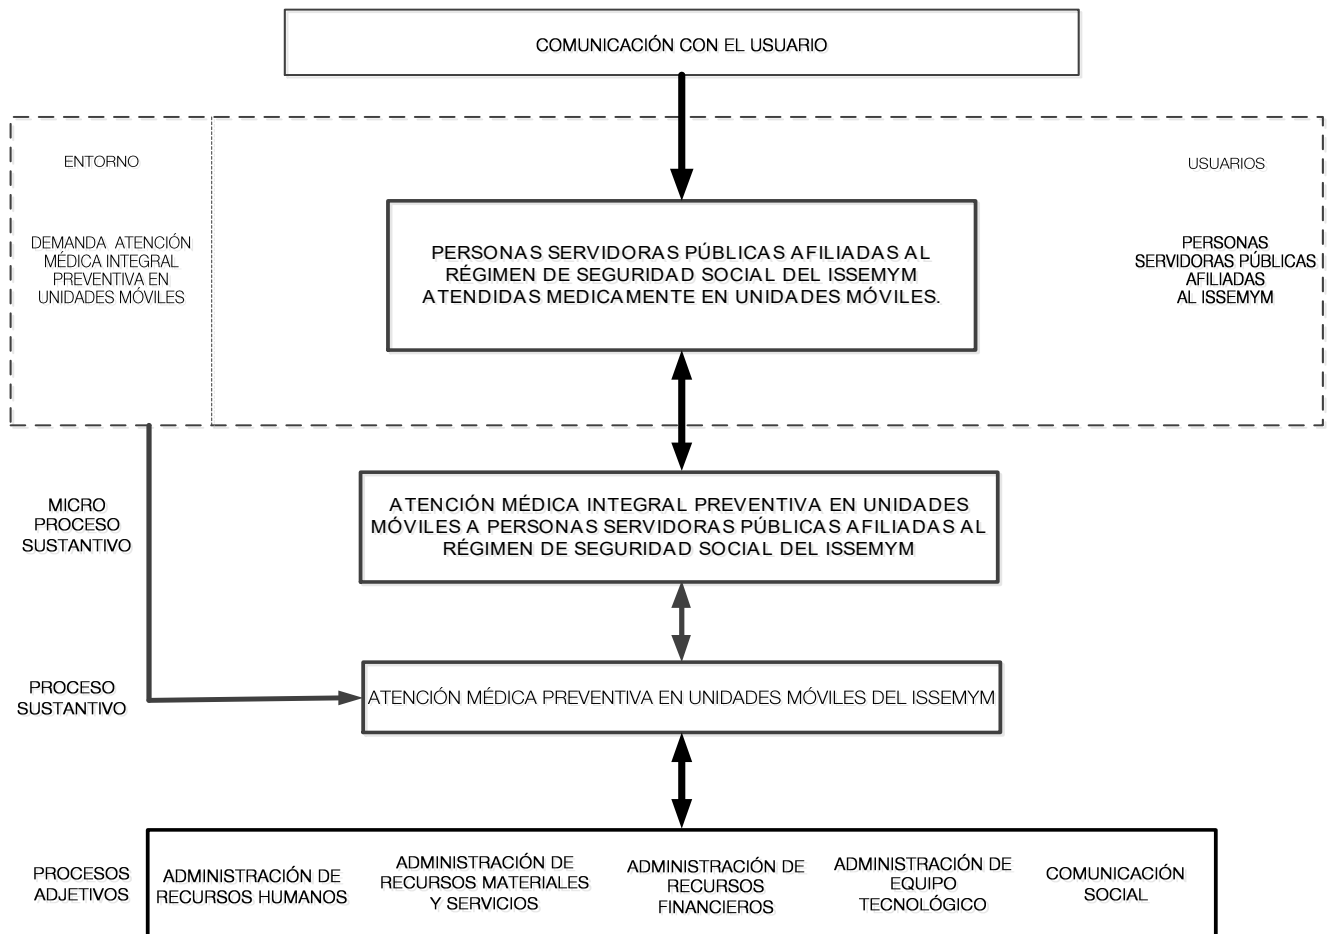 COMUNICACIÓN CON EL USUARIO
ENTORNO
USUARIOS
DEMANDA ATENCIÓN
MÉDICA INTEGRAL
PREVENTIVA EN
UNIDADES MÓVILES
PERSONAS SERVIDORAS PÚBLICAS AFILIADAS AL
RÉGIMEN DE SEGURIDAD SOCIAL DEL ISSEMYM
ATENDIDAS MEDICAMENTE EN UNIDADES MÓVILES.
PERSONAS
SERVIDORAS PÚBLICAS
AFILIADAS
AL ISSEMYM
MICRO
PROCESO
SUSTANTIVO
ATENCIÓN MÉDICA INTEGRAL PREVENTIVA EN UNIDADES
MÓVILES A PERSONAS SERVIDORAS PÚBLICAS AFILIADAS AL
RÉGIMEN DE SEGURIDAD SOCIAL DEL ISSEMYM
PROCESO
SUSTANTIVO
ATENCIÓN MÉDICA PREVENTIVA EN UNIDADES MÓVILES DEL ISSEMYM
PROCESOS
ADJETIVOS
ADMINISTRACIÓN DE
RECURSOS HUMANOS
ADMINISTRACIÓN DE
RECURSOS MATERIALES
Y SERVICIOS
ADMINISTRACIÓN DE
RECURSOS
FINANCIEROS
ADMINISTRACIÓN DE
EQUIPO
TECNOLÓGICO
COMUNICACIÓN
SOCIAL